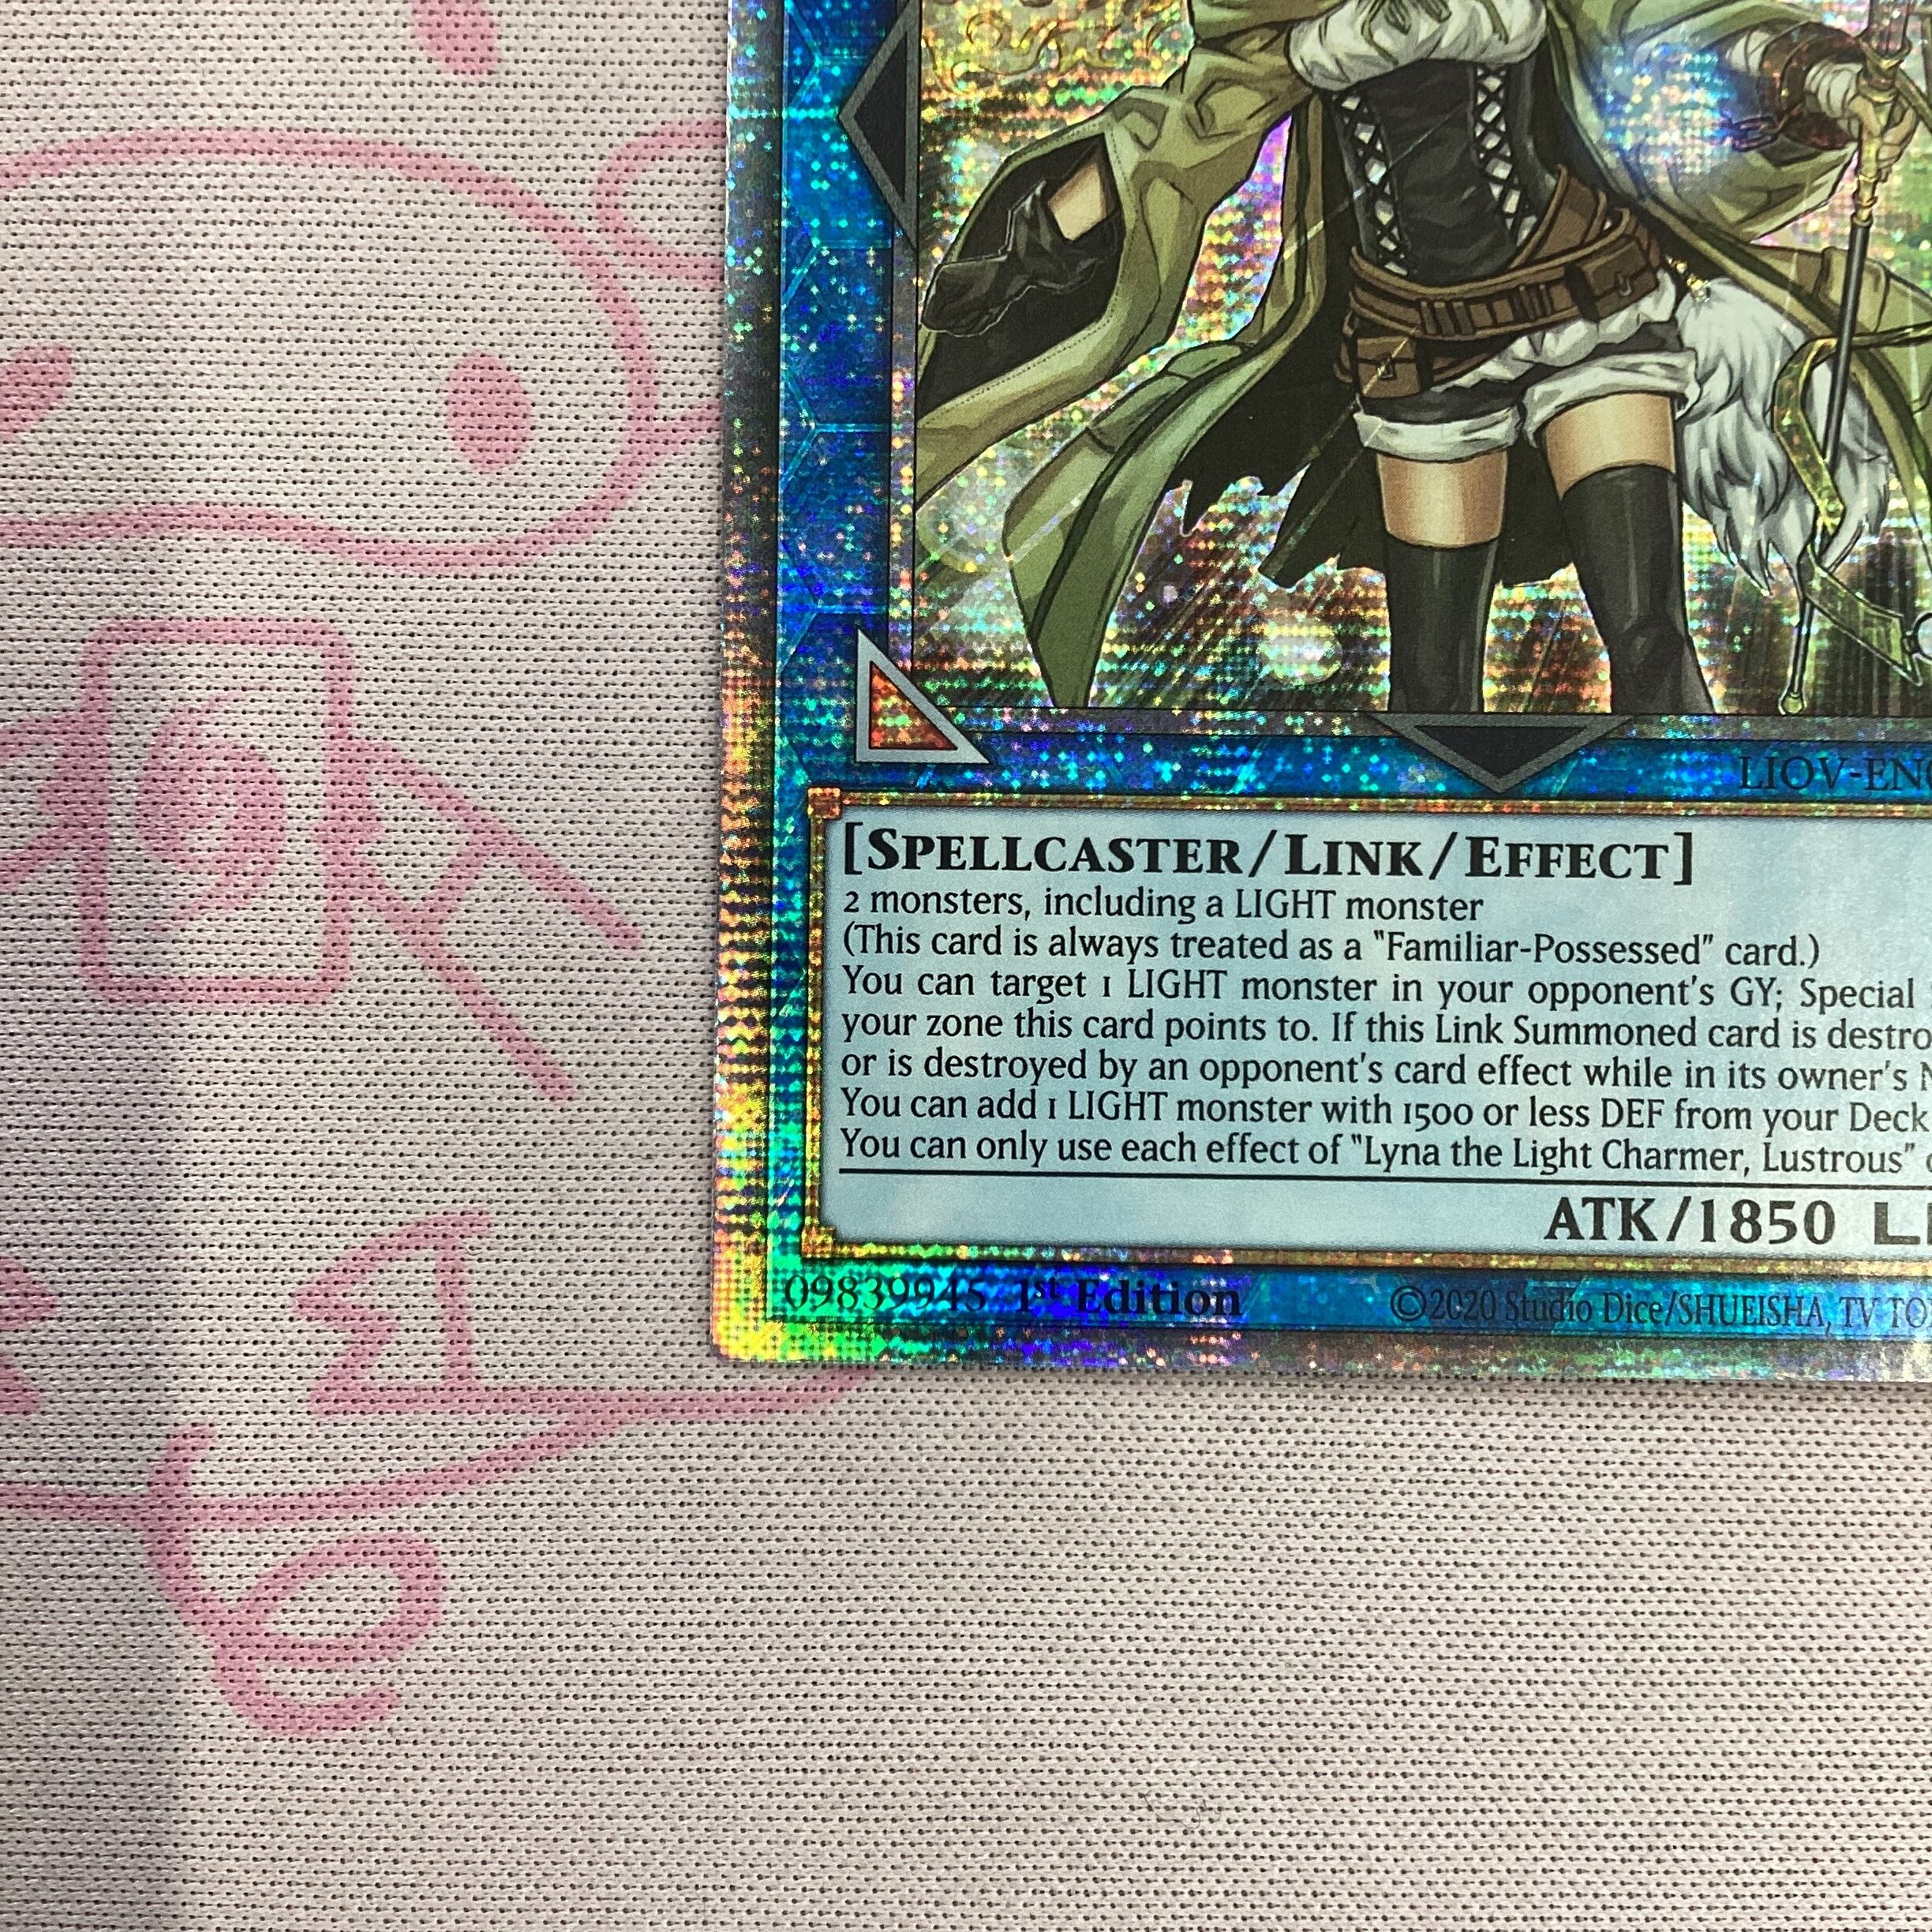 LIOV-EN
[SPELLCASTER/LINK/EFFECT]
2 monsters, including a LIGHT monster
(This card is always treated as a "Familiar-Possessed" card.)
You can target 1 LIGHT monster in your opponent's GY; Special
your zone this card points to. If this Link Summoned card is destro
or is destroyed by an opponent's card effect while in its owner's
You can add 1 LIGHT monster with 1500 or less DEF from your Deck
You can only use each effect of "Lyna the Light Charmer, Lustrous"
ATK/1850 LI
09839945 1st Edition
©2020 Studio Dice/SHUEISHA, TV TO